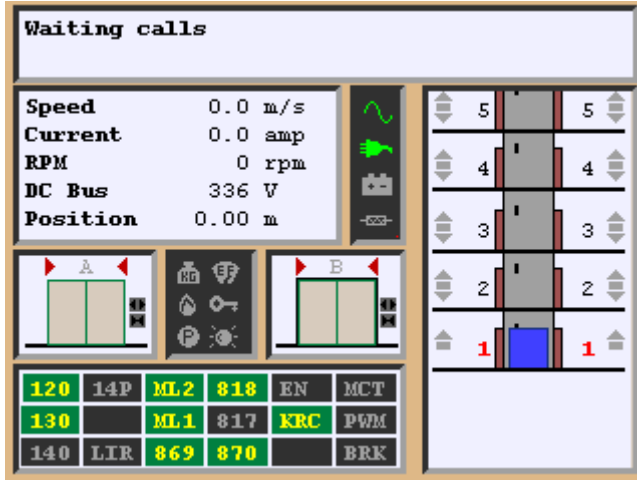 Waiting calls
Speed 0.0 m/s
Current 0.0 amp
RPM 0 rpm
DC Bus 336 V
Position 0.00 m
5 5
4 4
3 3
2 2
1 1
A
KG
B
P
120 14P ML2 818 EN MCT
130 ML1 817 KRC PWM
140 LIR 869 870 BRK